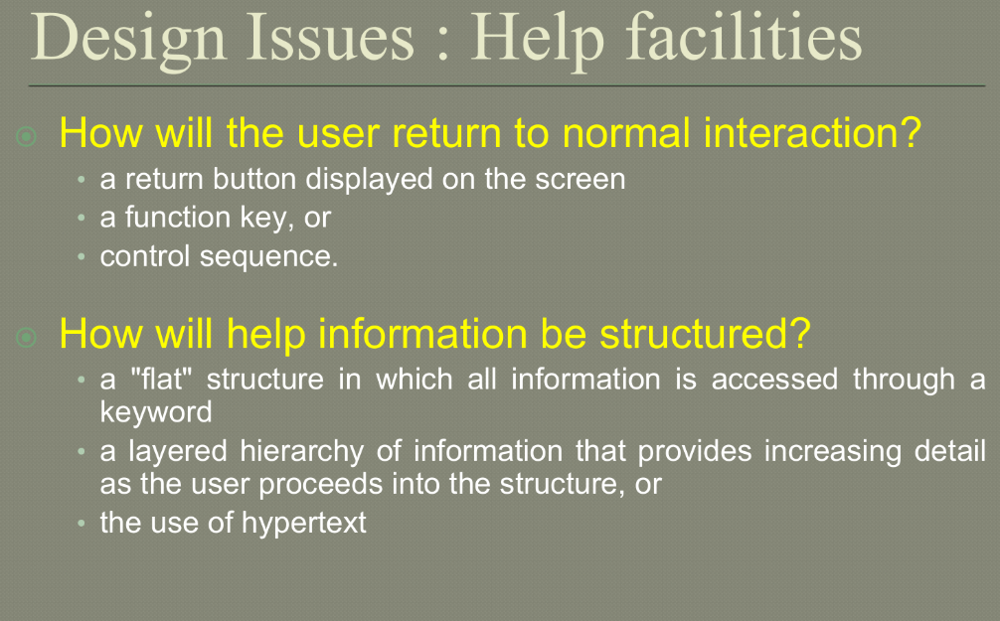 Design Issues : Help facilities
How will the user return to normal interaction?
• a return button displayed on the screen
• a function key, or
• control sequence.
How will help information be structured?
• a "flat" structure in which all information is accessed through a
keyword
• a layered hierarchy of information that provides increasing detail
as the user proceeds into the structure, or
• the use of hypertext